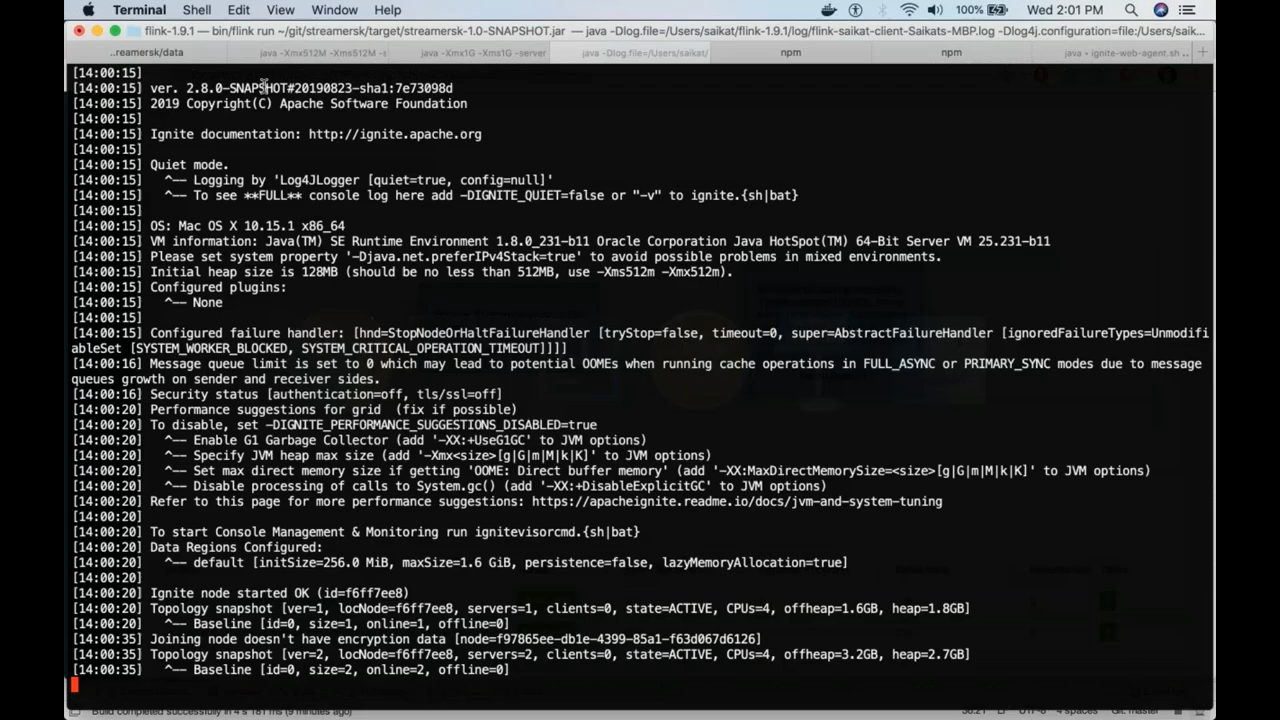 Terminal Shell Edit View Window Help 100% Wed 2:01 PM
flink-1.9.1 — bin/flink run ~/git/streamersk/target/streamersk-1.0-SNAPSHOT.jar — java -Dlog.file=/Users/saikat/flink-1.9.1/log/flink-saikat-client-Saikats-MBP.log -Dlog4j.configuration=file:/Users/saik...
..reamersk/data java -Xmx512M -Xms512M -s java -Xmx1G -Xms1G -server java -Dlog.file=/Users/saikat/ npm npm java • ignite-web-agent.sh ... +
[14:00:15]
[14:00:15] ver. 2.8.0-SNAPSHOT#20190823-sha1:7e73098d
[14:00:15] 2019 Copyright(C) Apache Software Foundation
[14:00:15]
[14:00:15] Ignite documentation: http://ignite.apache.org
[14:00:15]
[14:00:15] Quiet mode.
[14:00:15]   ^-- Logging by 'Log4JLogger [quiet=true, config=null]'
[14:00:15]   ^-- To see **FULL** console log here add -DIGNITE_QUIET=false or "-v" to ignite.{sh|bat}
[14:00:15]
[14:00:15] OS: Mac OS X 10.15.1 x86_64
[14:00:15] VM information: Java(TM) SE Runtime Environment 1.8.0_231-b11 Oracle Corporation Java HotSpot(TM) 64-Bit Server VM 25.231-b11
[14:00:15] Please set system property '-Djava.net.preferIPv4Stack=true' to avoid possible problems in mixed environments.
[14:00:15] Initial heap size is 128MB (should be no less than 512MB, use -Xms512m -Xmx512m).
[14:00:15] Configured plugins:
[14:00:15]   ^-- None
[14:00:15]
[14:00:15] Configured failure handler: [hnd=StopNodeOrHaltFailureHandler [tryStop=false, timeout=0, super=AbstractFailureHandler [ignoredFailureTypes=Unmodifi
ableSet [SYSTEM_WORKER_BLOCKED, SYSTEM_CRITICAL_OPERATION_TIMEOUT]]]]
[14:00:16] Message queue limit is set to 0 which may lead to potential OOMEs when running cache operations in FULL_ASYNC or PRIMARY_SYNC modes due to message
queues growth on sender and receiver sides.
[14:00:16] Security status [authentication=off, tls/ssl=off]
[14:00:20] Performance suggestions for grid  (fix if possible)
[14:00:20] To disable, set -DIGNITE_PERFORMANCE_SUGGESTIONS_DISABLED=true
[14:00:20]   ^-- Enable G1 Garbage Collector (add '-XX:+UseG1GC' to JVM options)
[14:00:20]   ^-- Specify JVM heap max size (add '-Xmx<size>[g|G|m|M|k|K]' to JVM options)
[14:00:20]   ^-- Set max direct memory size if getting 'OOME: Direct buffer memory' (add '-XX:MaxDirectMemorySize=<size>[g|G|m|M|k|K]' to JVM options)
[14:00:20]   ^-- Disable processing of calls to System.gc() (add '-XX:+DisableExplicitGC' to JVM options)
[14:00:20] Refer to this page for more performance suggestions: https://apacheignite.readme.io/docs/jvm-and-system-tuning
[14:00:20]
[14:00:20] To start Console Management & Monitoring run ignitevisorcmd.{sh|bat}
[14:00:20] Data Regions Configured:
[14:00:20]   ^-- default [initSize=256.0 MiB, maxSize=1.6 GiB, persistence=false, lazyMemoryAllocation=true]
[14:00:20]
[14:00:20] Ignite node started OK (id=f6ff7ee8)
[14:00:20] Topology snapshot [ver=1, locNode=f6ff7ee8, servers=1, clients=0, state=ACTIVE, CPUs=4, offheap=1.6GB, heap=1.8GB]
[14:00:20]   ^-- Baseline [id=0, size=1, online=1, offline=0]
[14:00:35] Joining node doesn't have encryption data [node=f97865ee-db1e-4399-85a1-f63d067d6126]
[14:00:35] Topology snapshot [ver=2, locNode=f6ff7ee8, servers=2, clients=0, state=ACTIVE, CPUs=4, offheap=3.2GB, heap=2.7GB]
[14:00:35]   ^-- Baseline [id=0, size=2, online=2, offline=0]
Build completed successfully in 4 s 181 ms (9 minutes ago) UTF-8 4 spaces Git: master